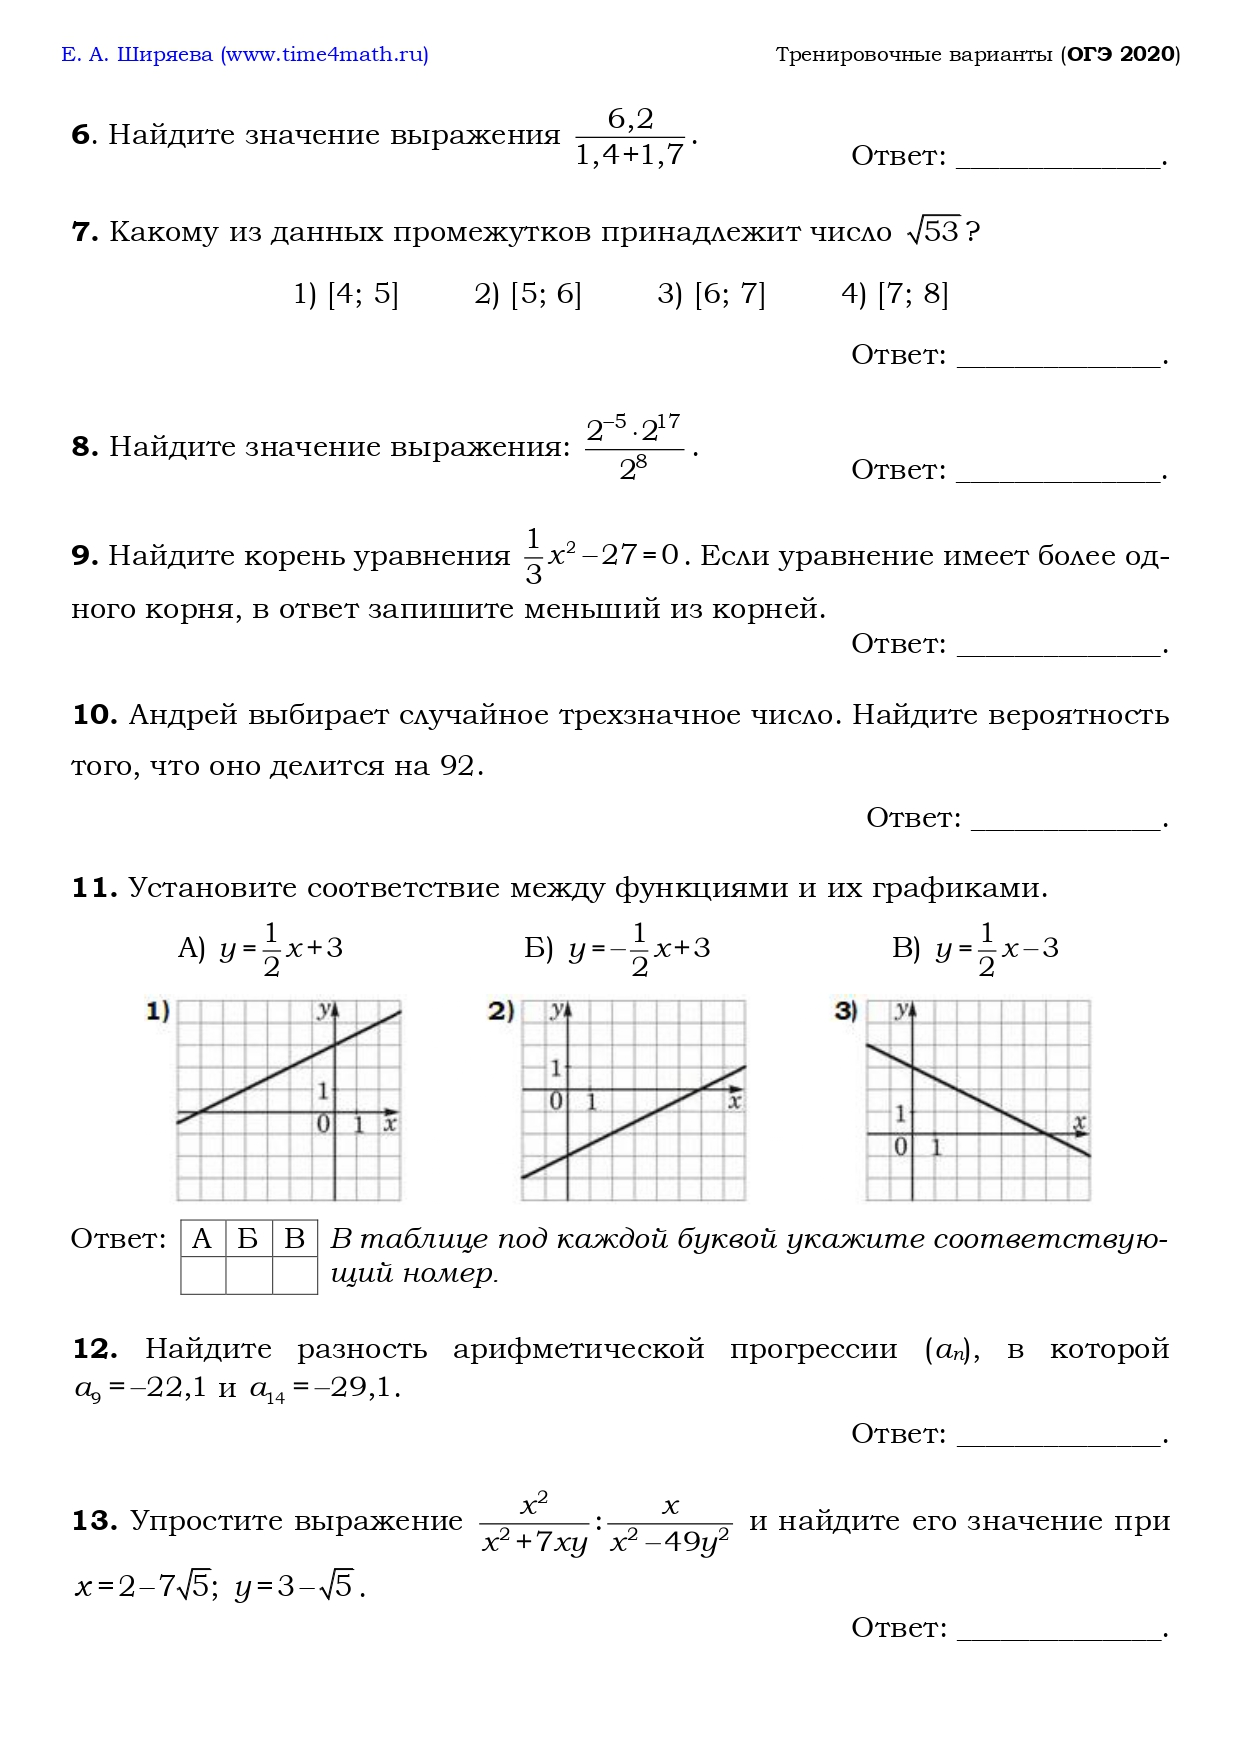 Е. А. Ширяева (www.time4math.ru) Тренировочные варианты (ОГЭ 2020)
6. Найдите значение выражения 6,2/(1,4+1,7).
Ответ: ______________.
7. Какому из данных промежутков принадлежит число √53?
1) [4; 5] 2) [5; 6] 3) [6; 7] 4) [7; 8]
Ответ: ______________.
8. Найдите значение выражения: (2⁻⁵·2¹⁷)/2⁸.
Ответ: ______________.
9. Найдите корень уравнения 1/3 x²–27=0. Если уравнение имеет более од-
ного корня, в ответ запишите меньший из корней.
Ответ: ______________.
10. Андрей выбирает случайное трехзначное число. Найдите вероятность
того, что оно делится на 92.
Ответ: _____________.
11. Установите соответствие между функциями и их графиками.
А) y=1/2 x+3 Б) y=–1/2 x+3 В) y=1/2 x–3
1) y 1 0 1 x
2) y 1 0 1 x
3) y 1 0 1 x
Ответ: А Б В В таблице под каждой буквой укажите соответствую-
щий номер.
12. Найдите разность арифметической прогрессии (aₙ), в которой
a₉ =–22,1 и a₁₄ =–29,1.
Ответ: ______________.
13. Упростите выражение x²/(x²+7xy) : x/(x²–49y²) и найдите его значение при
x=2–7√5; y=3–√5.
Ответ: ______________.